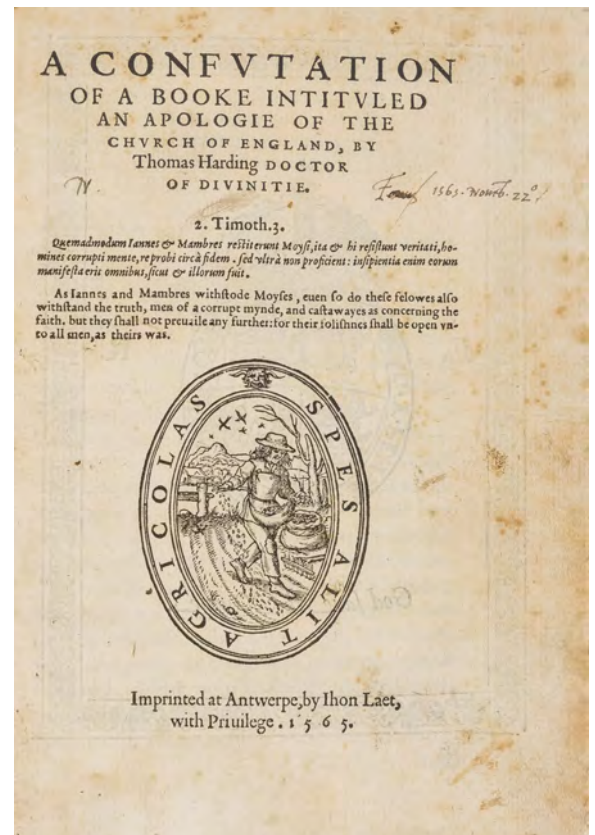 A CONFVTATION
OF A BOOKE INTITVLED
AN APOLOGIE OF THE
CHVRCH OF ENGLAND, BY
Thomas Harding DOCTOR
OF DIVINITIE.
1565. Nouēb. 22º
2. Timoth.3.
Quemadmodum Iannes & Mambres restiterunt Moysi, ita & hi resistunt veritati, ho-
mines corrupti mente, reprobi circà fidem. sed vltrà non proficient: insipientia enim eorum
manifesta erit omnibus, sicut & illorum fuit.
As Iannes and Mambres withstode Moyses, euen so do these felowes also
withstand the truth, men of a corrupt mynde, and castawayes as concerning the
faith. but they shall not preuaile any further: for their folishnes shall be open vn-
to all men, as theirs was.
SPES ALIT AGRICOLAS
Imprinted at Antwerpe, by Ihon Laet,
with Priuilege. 1565.